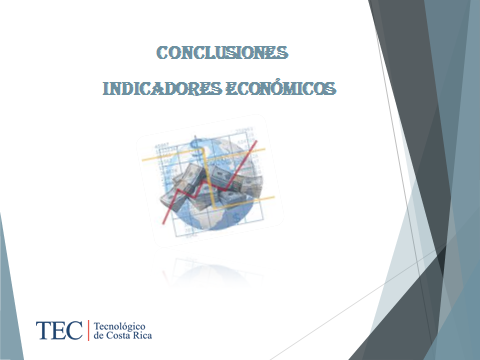 CONCLUSIONES
INDICADORES ECONÓMICOS
$
$
TEC | Tecnológico
de Costa Rica